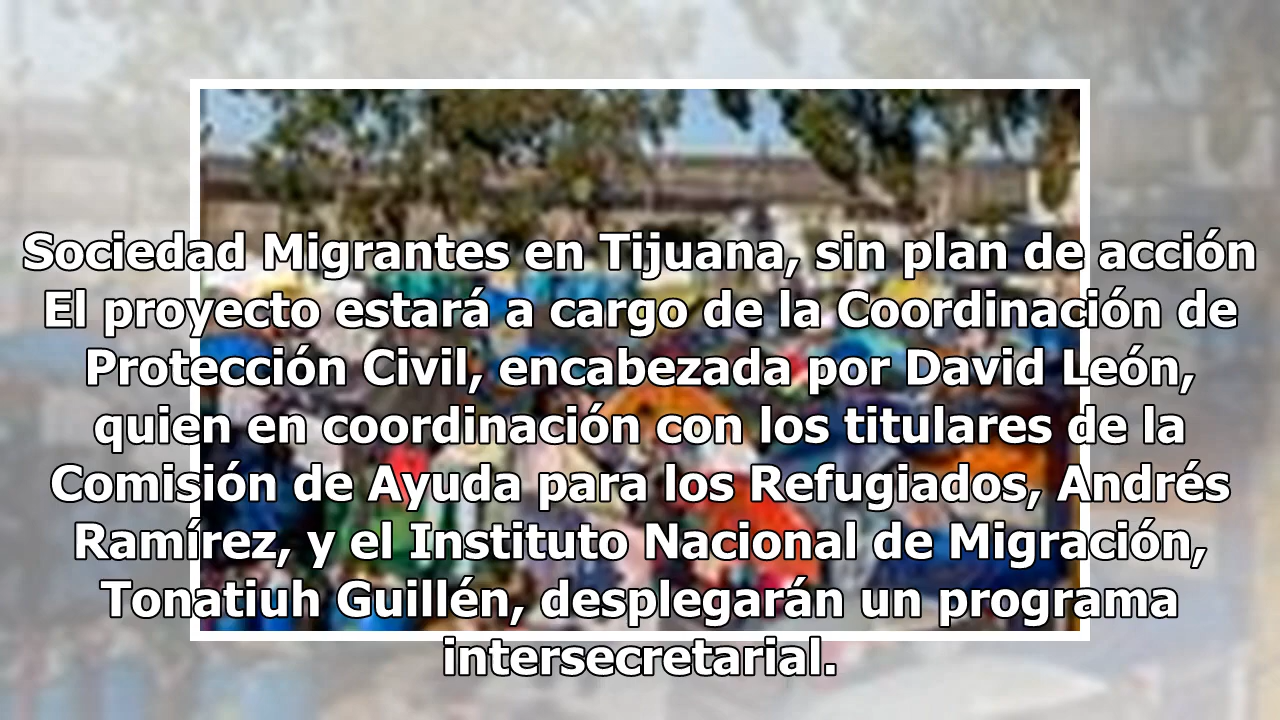 Sociedad Migrantes en Tijuana, sin plan de acción
El proyecto estará a cargo de la Coordinación de
Protección Civil, encabezada por David León,
quien en coordinación con los titulares de la
Comisión de Ayuda para los Refugiados, Andrés
Ramírez, y el Instituto Nacional de Migración,
Tonatiuh Guillén, desplegarán un programa
intersecretarial.